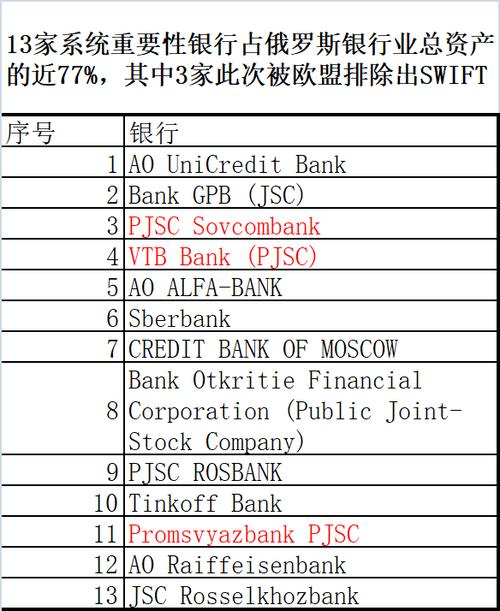 13家系统重要性银行占俄罗斯银行业总资产
的近77%，其中3家此次被欧盟排除出SWIFT
序号 银行
1 AO UniCredit Bank
2 Bank GPB (JSC)
3 PJSC Sovcombank
4 VTB Bank (PJSC)
5 AO ALFA-BANK
6 Sberbank
7 CREDIT BANK OF MOSCOW
Bank Otkritie Financial
8 Corporation (Public Joint-
Stock Company)
9 PJSC ROSBANK
10 Tinkoff Bank
11 Promsvyazbank PJSC
12 AO Raiffeisenbank
13 JSC Rosselkhozbank